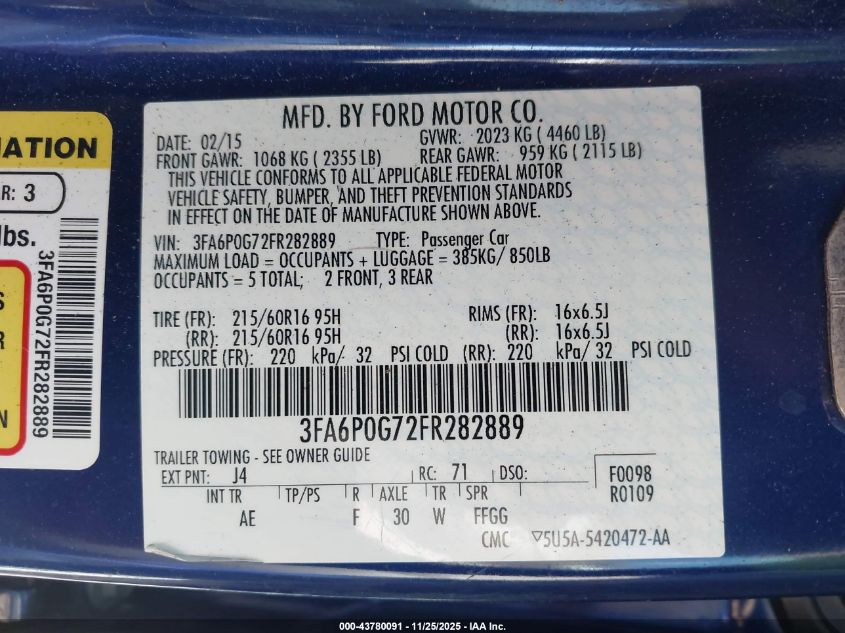 MFD. BY FORD MOTOR CO.
DATE: 02/15 GVWR: 2023 KG ( 4460 LB)
FRONT GAWR: 1068 KG ( 2355 LB) REAR GAWR: 959 KG ( 2115 LB)
THIS VEHICLE CONFORMS TO ALL APPLICABLE FEDERAL MOTOR
VEHICLE SAFETY, BUMPER, AND THEFT PREVENTION STANDARDS
IN EFFECT ON THE DATE OF MANUFACTURE SHOWN ABOVE.
VIN: 3FA6P0G72FR282889 TYPE: Passenger Car
MAXIMUM LOAD = OCCUPANTS + LUGGAGE = 385KG/ 850LB
OCCUPANTS = 5 TOTAL; 2 FRONT, 3 REAR
TIRE (FR): 215/60R16 95H RIMS (FR): 16x6.5J
(RR): 215/60R16 95H (RR): 16x6.5J
PRESSURE (FR): 220 kPa/ 32 PSI COLD (RR): 220 kPa/ 32 PSI COLD
3FA6P0G72FR282889
TRAILER TOWING - SEE OWNER GUIDE
EXT PNT: J4 RC: 71 DSO: F0098
INT TR TP/PS R AXLE TR SPR R0109
AE F 30 W FFGG
CMC ▽5U5A-5420472-AA
MATION
R: 3
lbs.
3FA6P0G72FR282889
S
R
N
000-43780091 - 11/25/2025 - IAA Inc.